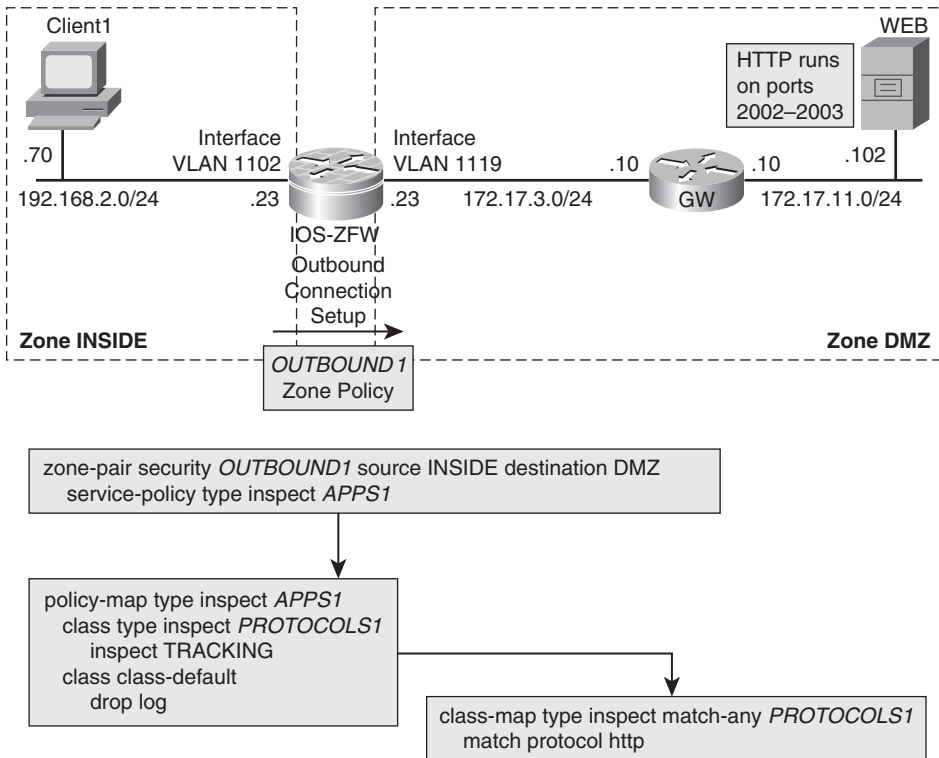 Client1
WEB
HTTP runs
on ports
2002–2003
Interface
VLAN 1102
Interface
VLAN 1119
.70
.10
.10
.102
192.168.2.0/24
.23
.23
172.17.3.0/24
GW
172.17.11.0/24
IOS-ZFW
Outbound
Connection
Setup
Zone INSIDE
Zone DMZ
OUTBOUND1
Zone Policy
zone-pair security OUTBOUND1 source INSIDE destination DMZ
service-policy type inspect APPS1
policy-map type inspect APPS1
class type inspect PROTOCOLS1
inspect TRACKING
class class-default
drop log
class-map type inspect match-any PROTOCOLS1
match protocol http